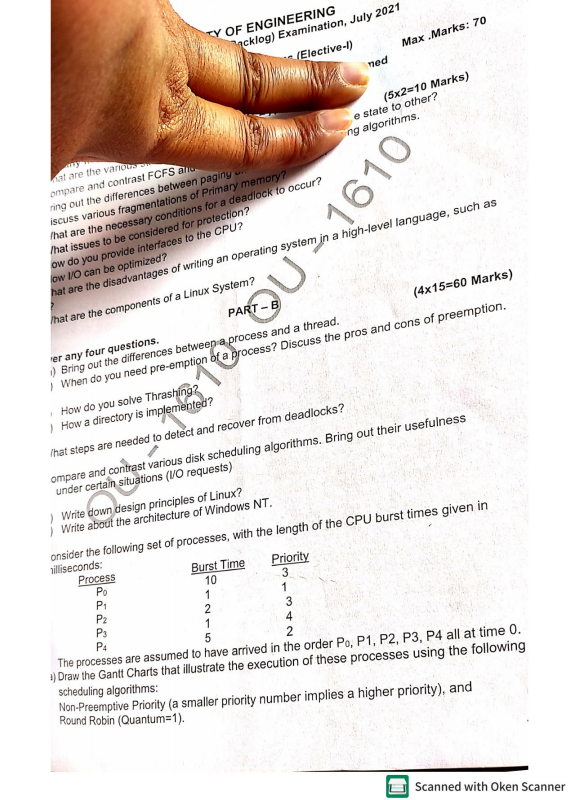 TY OF ENGINEERING
(Backlog) Examination, July 2021
(Elective-I)
Max .Marks: 70
med
(5x2=10 Marks)
e state to other?
ng algorithms.
hat are the various
ompare and contrast FCFS and
ring out the differences between paging
iscuss various fragmentations of Primary memory?
hat are the necessary conditions for a deadlock to occur?
hat issues to be considered for protection?
ow do you provide interfaces to the CPU?
ow I/O can be optimized?
hat are the disadvantages of writing an operating system in a high-level language, such as
?
hat are the components of a Linux System?
PART – B
(4x15=60 Marks)
er any four questions.
) Bring out the differences between a process and a thread.
) When do you need pre-emption of a process? Discuss the pros and cons of preemption.
How do you solve Thrashing?
) How a directory is implemented?
hat steps are needed to detect and recover from deadlocks?
ompare and contrast various disk scheduling algorithms. Bring out their usefulness
under certain situations (I/O requests)
) Write down design principles of Linux?
) Write about the architecture of Windows NT.
onsider the following set of processes, with the length of the CPU burst times given in
illiseconds:
Process Burst Time Priority
P0 10 3
P1 1 1
P2 2 3
P3 1 4
P4 5 2
The processes are assumed to have arrived in the order P0, P1, P2, P3, P4 all at time 0.
) Draw the Gantt Charts that illustrate the execution of these processes using the following
scheduling algorithms:
Non-Preemptive Priority (a smaller priority number implies a higher priority), and
Round Robin (Quantum=1).
OU - 1610 OU - 1610
Scanned with Oken Scanner